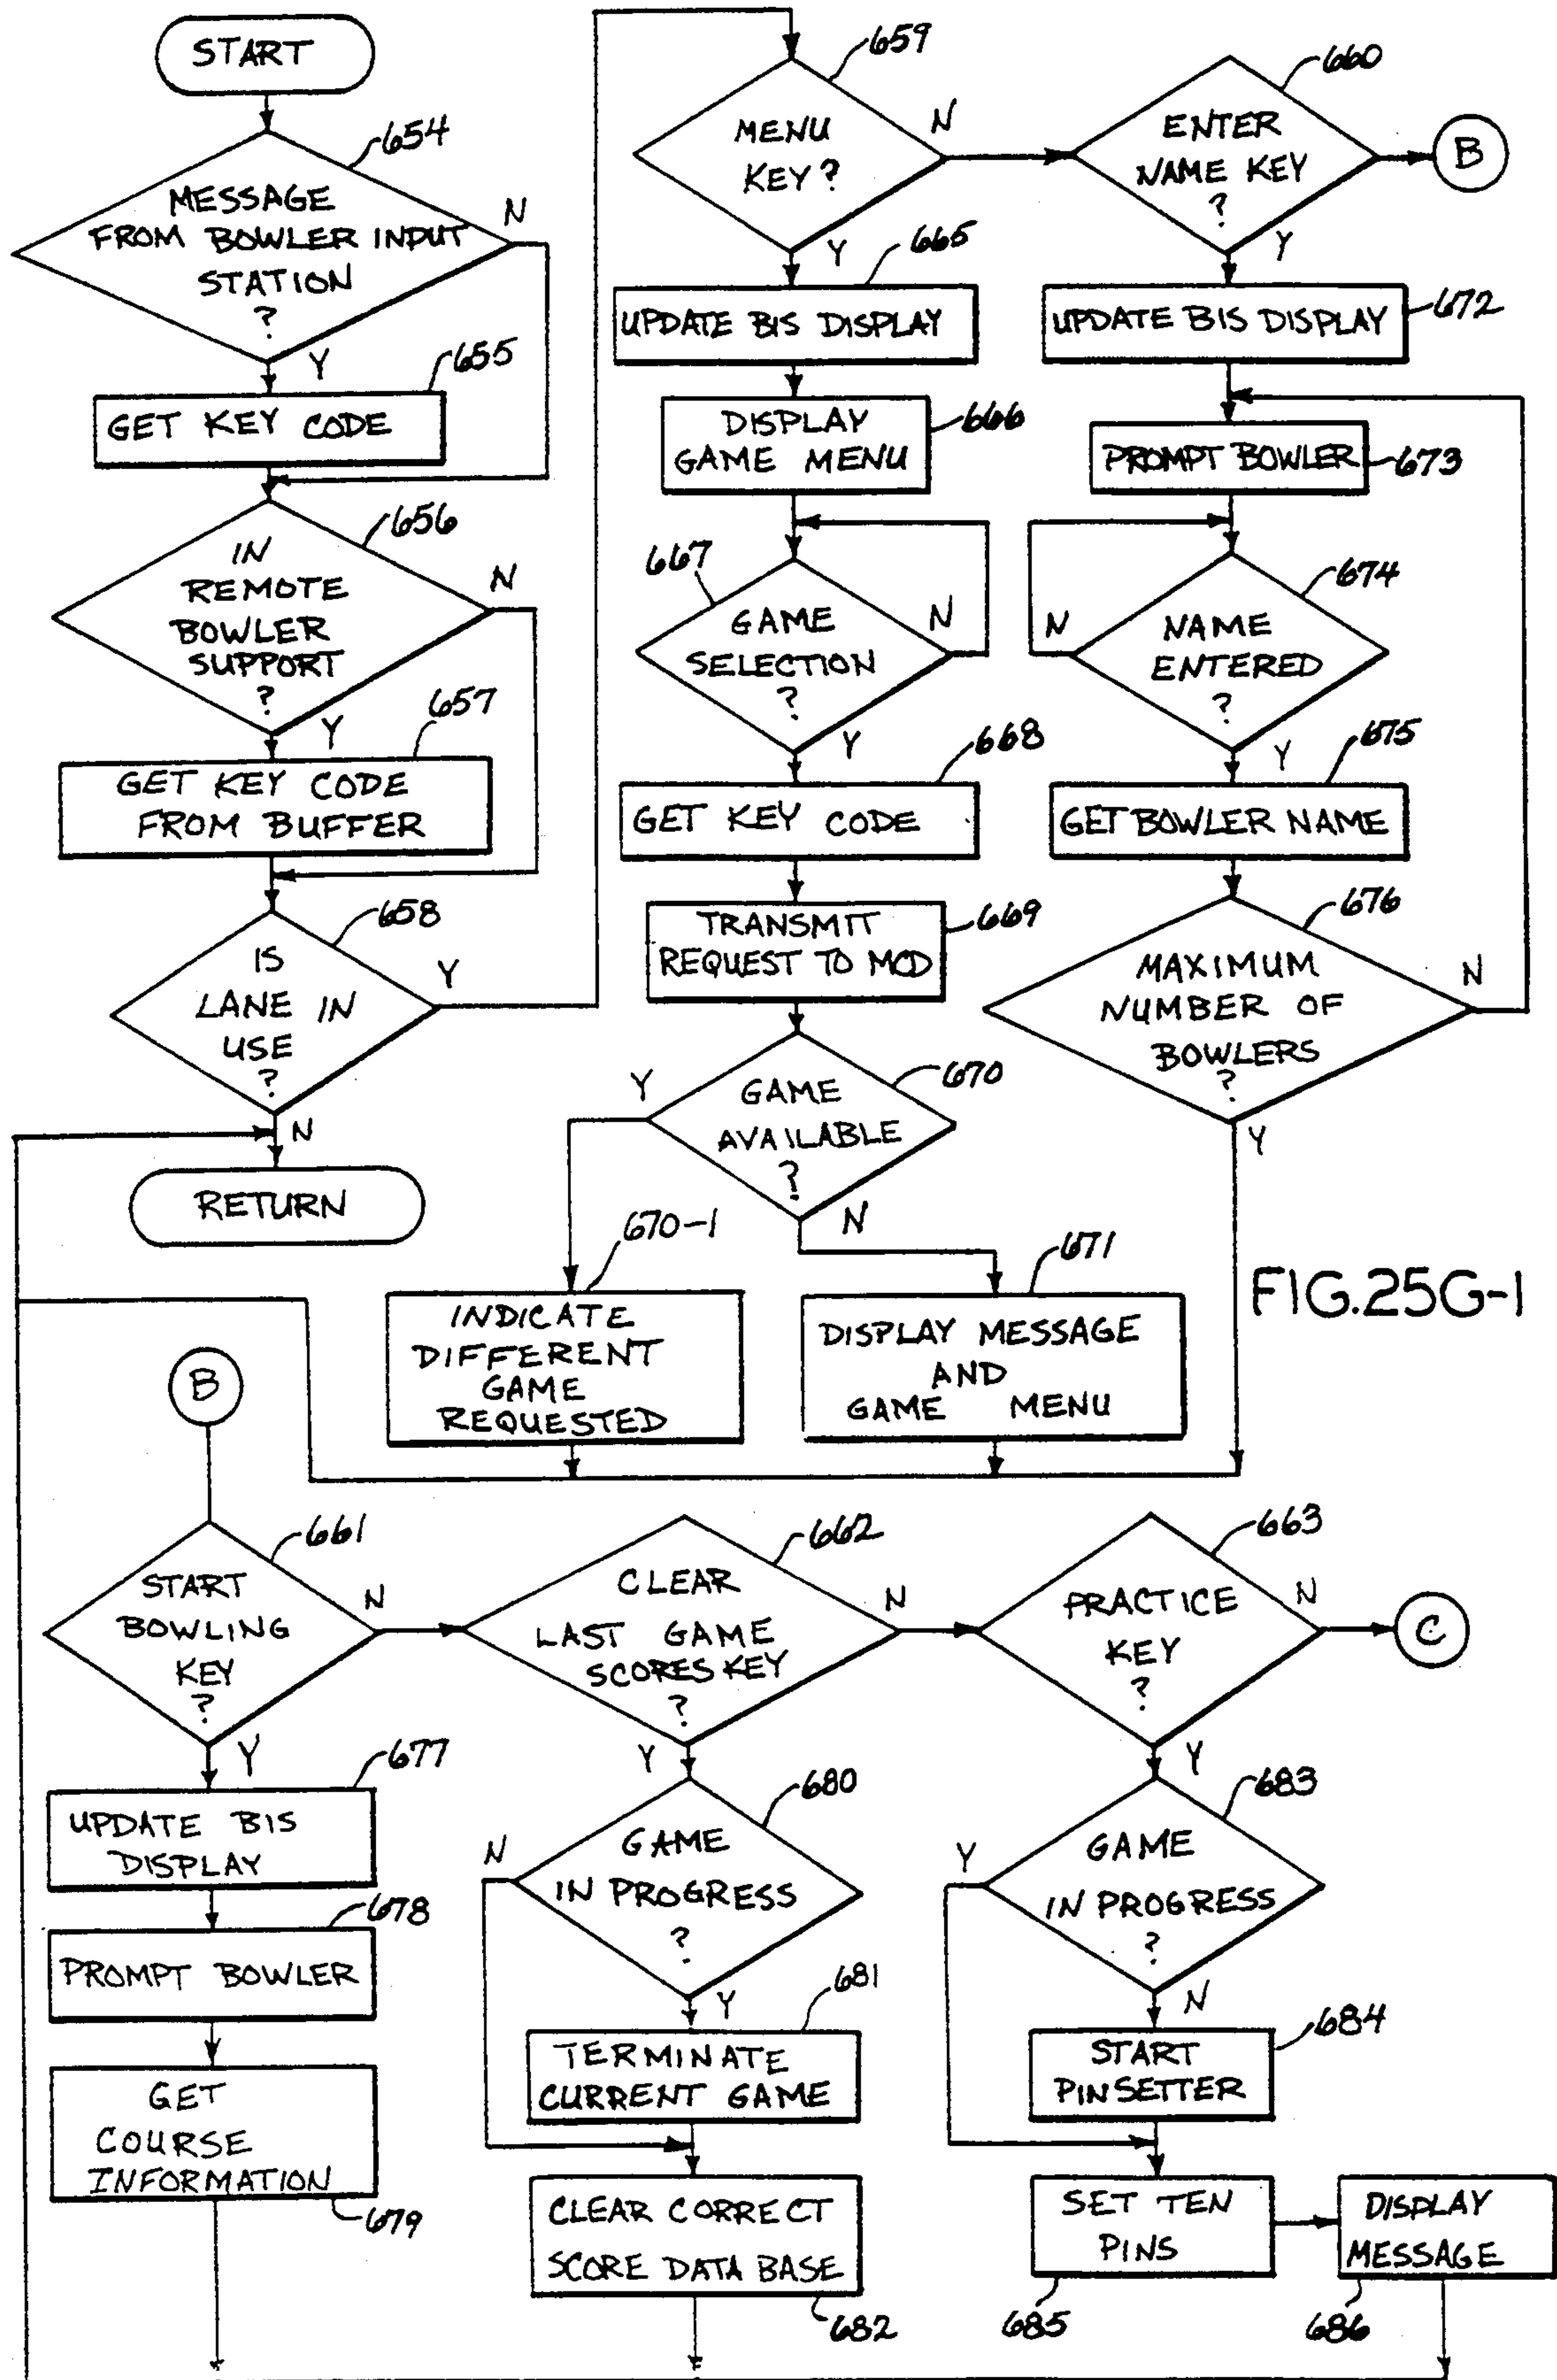 START
654
MESSAGE
FROM BOWLER INPUT
STATION
?
N
Y
655
GET KEY CODE
656
IN
REMOTE
BOWLER
SUPPORT
?
N
Y
657
GET KEY CODE
FROM BUFFER
658
IS
LANE IN
USE
?
Y
N
RETURN
659
MENU
KEY?
N
Y
665
UPDATE BIS DISPLAY
DISPLAY
GAME MENU
666
667
GAME
SELECTION
?
N
Y
668
GET KEY CODE
TRANSMIT
REQUEST TO MCD
669
670
GAME
AVAILABLE
?
Y
N
670-1
INDICATE
DIFFERENT
GAME
REQUESTED
671
DISPLAY MESSAGE
AND
GAME MENU
660
ENTER
NAME KEY
?
B
Y
UPDATE BIS DISPLAY
672
PROMPT BOWLER
673
674
NAME
ENTERED
?
N
Y
675
GET BOWLER NAME
676
MAXIMUM
NUMBER OF
BOWLERS
?
N
Y
FIG.25G-1
B
661
START
BOWLING
KEY
?
N
Y
677
UPDATE BIS
DISPLAY
678
PROMPT BOWLER
GET
COURSE
INFORMATION
679
662
CLEAR
LAST GAME
SCORES KEY
?
N
Y
680
GAME
IN PROGRESS
?
N
Y
681
TERMINATE
CURRENT GAME
CLEAR CORRECT
SCORE DATA BASE
682
663
PRACTICE
KEY
?
N
C
Y
683
GAME
IN PROGRESS
?
Y
N
684
START
PINSETTER
SET TEN
PINS
685
DISPLAY
MESSAGE
686